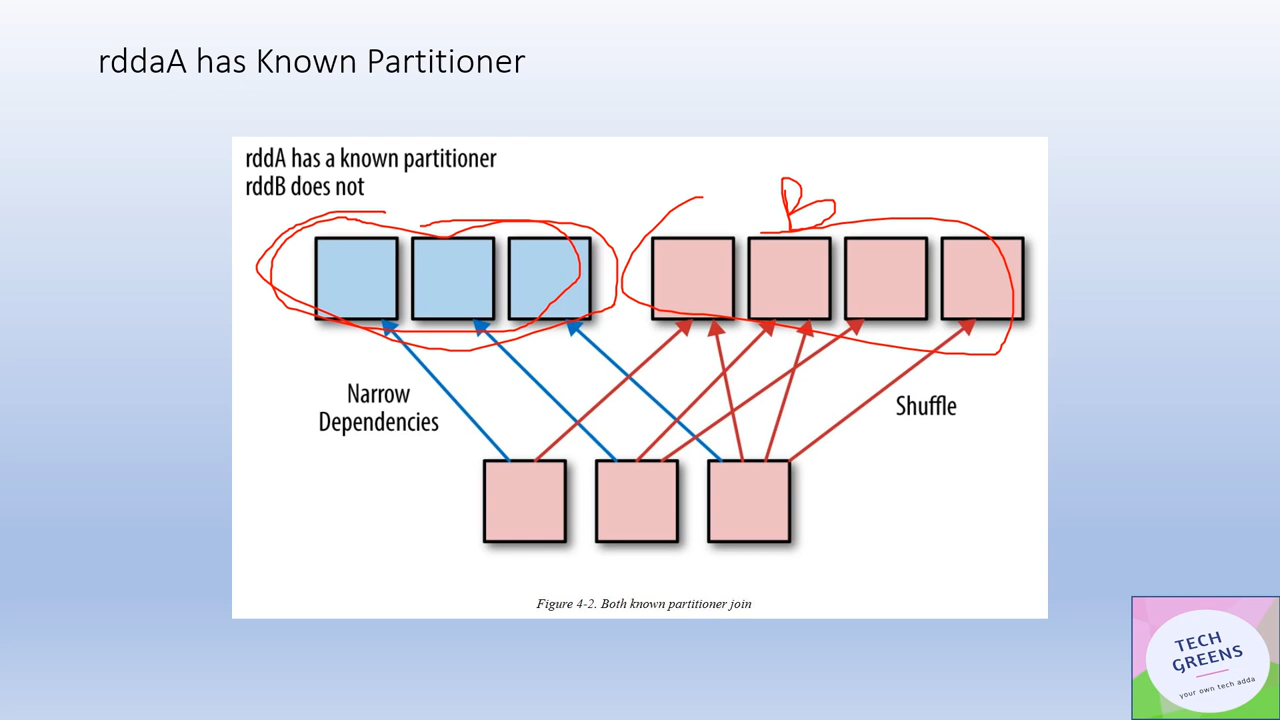 rddaA has Known Partitioner
rddA has a known partitioner
rddB does not
B
Narrow
Dependencies
Shuffle
Figure 4-2. Both known partitioner join
TECH
GREENS
your own tech adda